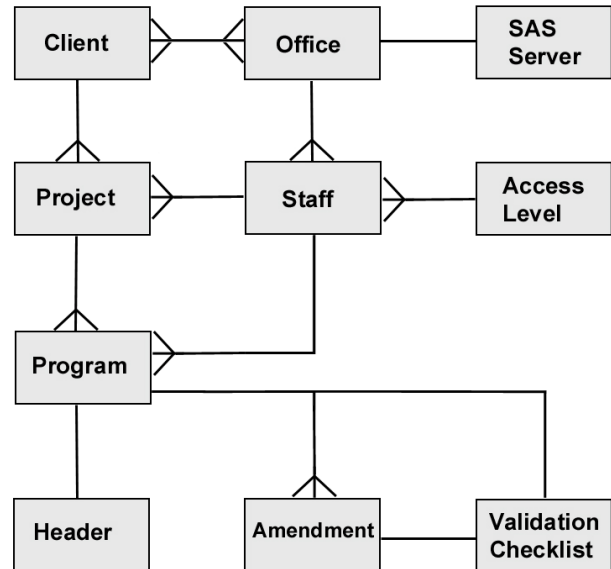 Client
Office
SAS
Server
Project
Staff
Access
Level
Program
Header
Amendment
Validation
Checklist